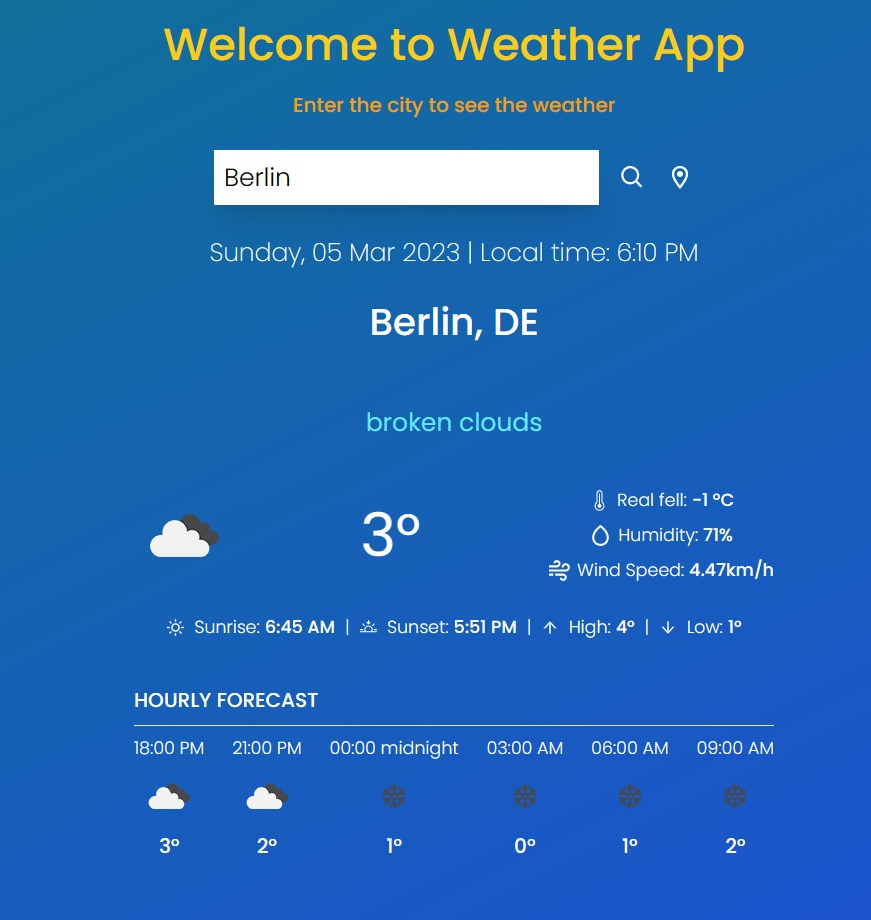 Welcome to Weather App
Enter the city to see the weather
Berlin
Sunday, 05 Mar 2023 | Local time: 6:10 PM
Berlin, DE
broken clouds
3°
Real fell: -1 °C
Humidity: 71%
Wind Speed: 4.47km/h
Sunrise: 6:45 AM | Sunset: 5:51 PM | High: 4° | Low: 1°
HOURLY FORECAST
18:00 PM 21:00 PM 00:00 midnight 03:00 AM 06:00 AM 09:00 AM
3° 2° 1° 0° 1° 2°